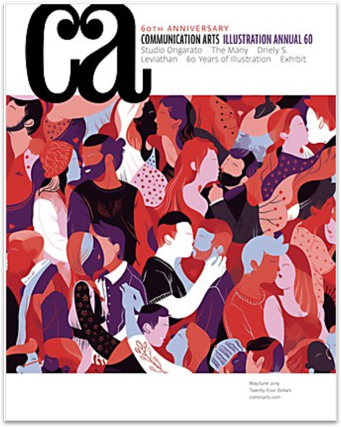 ca
60TH ANNIVERSARY
COMMUNICATION ARTS ILLUSTRATION ANNUAL 60
Studio Ongarato The Many Driely S.
Leviathan 60 Years of Illustration Exhibit
May/June 2019
Twenty-Four Dollars
commarts.com